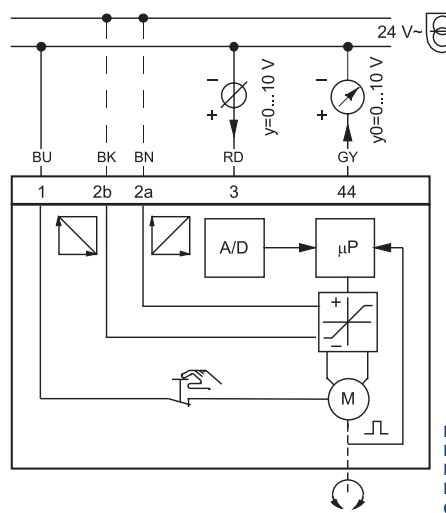 24 V~
y=0...10 V
y0=0...10 V
−
+
−
+
BU BK BN RD GY
1 2b 2a 3 44
A/D
µP
+
−
M